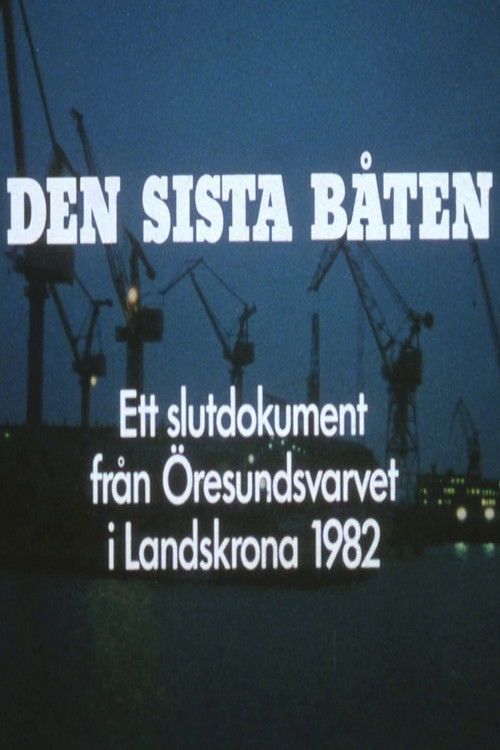 DEN SISTA BÅTEN
Ett slutdokument
från Öresundsvarvet
i Landskrona 1982